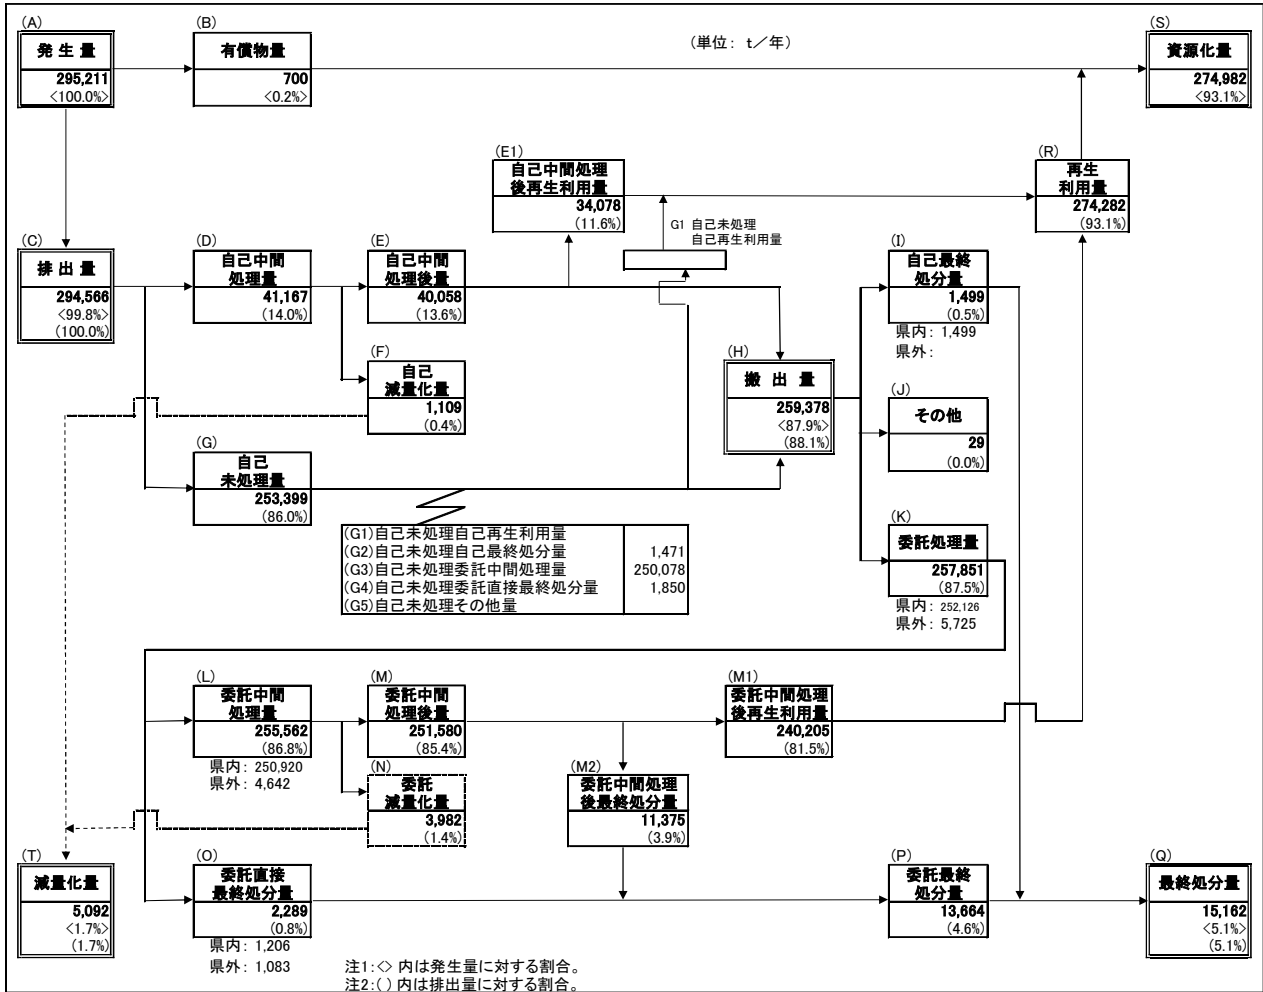 (A)
発 生 量
295,211
<100.0%>
(B)
有償物量
700
<0.2%>
(単位： t／年)
(S)
資源化量
274,982
<93.1%>
(E1)
自己中間処理
後再生利用量
34,078
(11.6%)
(R)
再生
利用量
274,282
(93.1%)
G1 自己未処理
自己再生利用量
(C)
排 出 量
294,566
<99.8%>
(100.0%)
(D)
自己中間
処理量
41,167
(14.0%)
(E)
自己中間
処理後量
40,058
(13.6%)
(F)
自己
減量化量
1,109
(0.4%)
(G)
自己
未処理量
253,399
(86.0%)
(H)
搬 出 量
259,378
<87.9%>
(88.1%)
(I)
自己最終
処分量
1,499
(0.5%)
県内： 1,499
県外：
(J)
その他
29
(0.0%)
(K)
委託処理量
257,851
(87.5%)
県内： 252,126
県外： 5,725
(G1)自己未処理自己再生利用量
(G2)自己未処理自己最終処分量 1,471
(G3)自己未処理委託中間処理量 250,078
(G4)自己未処理委託直接最終処分量 1,850
(G5)自己未処理その他量
(L)
委託中間
処理量
255,562
(86.8%)
県内： 250,920
県外： 4,642
(M)
委託中間
処理後量
251,580
(85.4%)
(M1)
委託中間処理
後再生利用量
240,205
(81.5%)
(N)
委託
減量化量
3,982
(1.4%)
(M2)
委託中間処理
後最終処分量
11,375
(3.9%)
(T)
減量化量
5,092
<1.7%>
(1.7%)
(O)
委託直接
最終処分量
2,289
(0.8%)
県内： 1,206
県外： 1,083
(P)
委託最終
処分量
13,664
(4.6%)
(Q)
最終処分量
15,162
<5.1%>
(5.1%)
注1：<> 内は発生量に対する割合。
注2：( ) 内は排出量に対する割合。